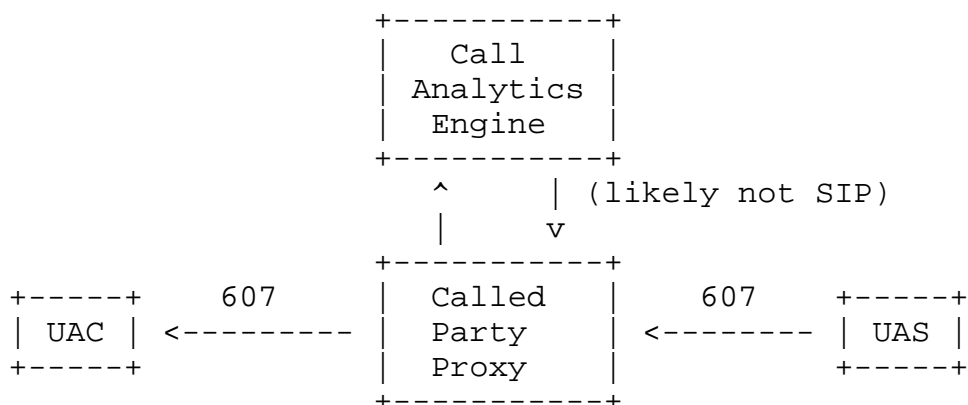 +-----------+
|   Call    |
| Analytics |
|  Engine   |
+-----------+
^     | (likely not SIP)
|     v
+-----------+
+-----+    607     |  Called   |    607    +-----+
| UAC | <--------- |  Party    | <-------- | UAS |
+-----+            |  Proxy    |           +-----+
+-----------+